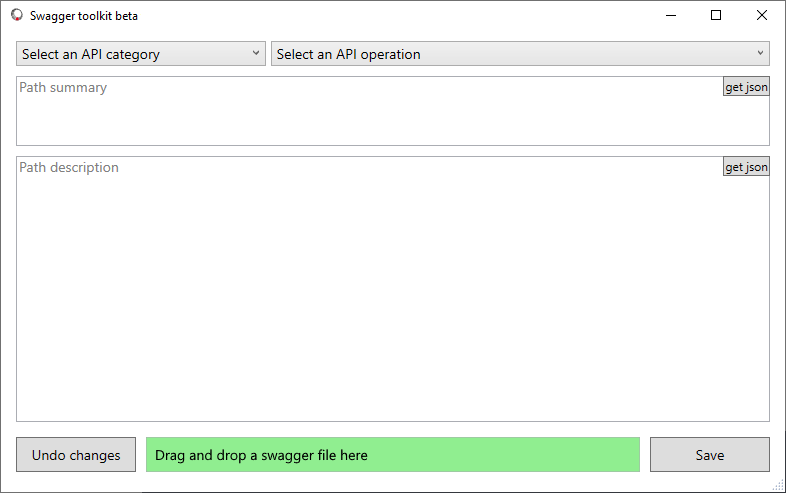 Swagger toolkit beta
Select an API category
Select an API operation
Path summary
get json
Path description
get json
Undo changes
Drag and drop a swagger file here
Save